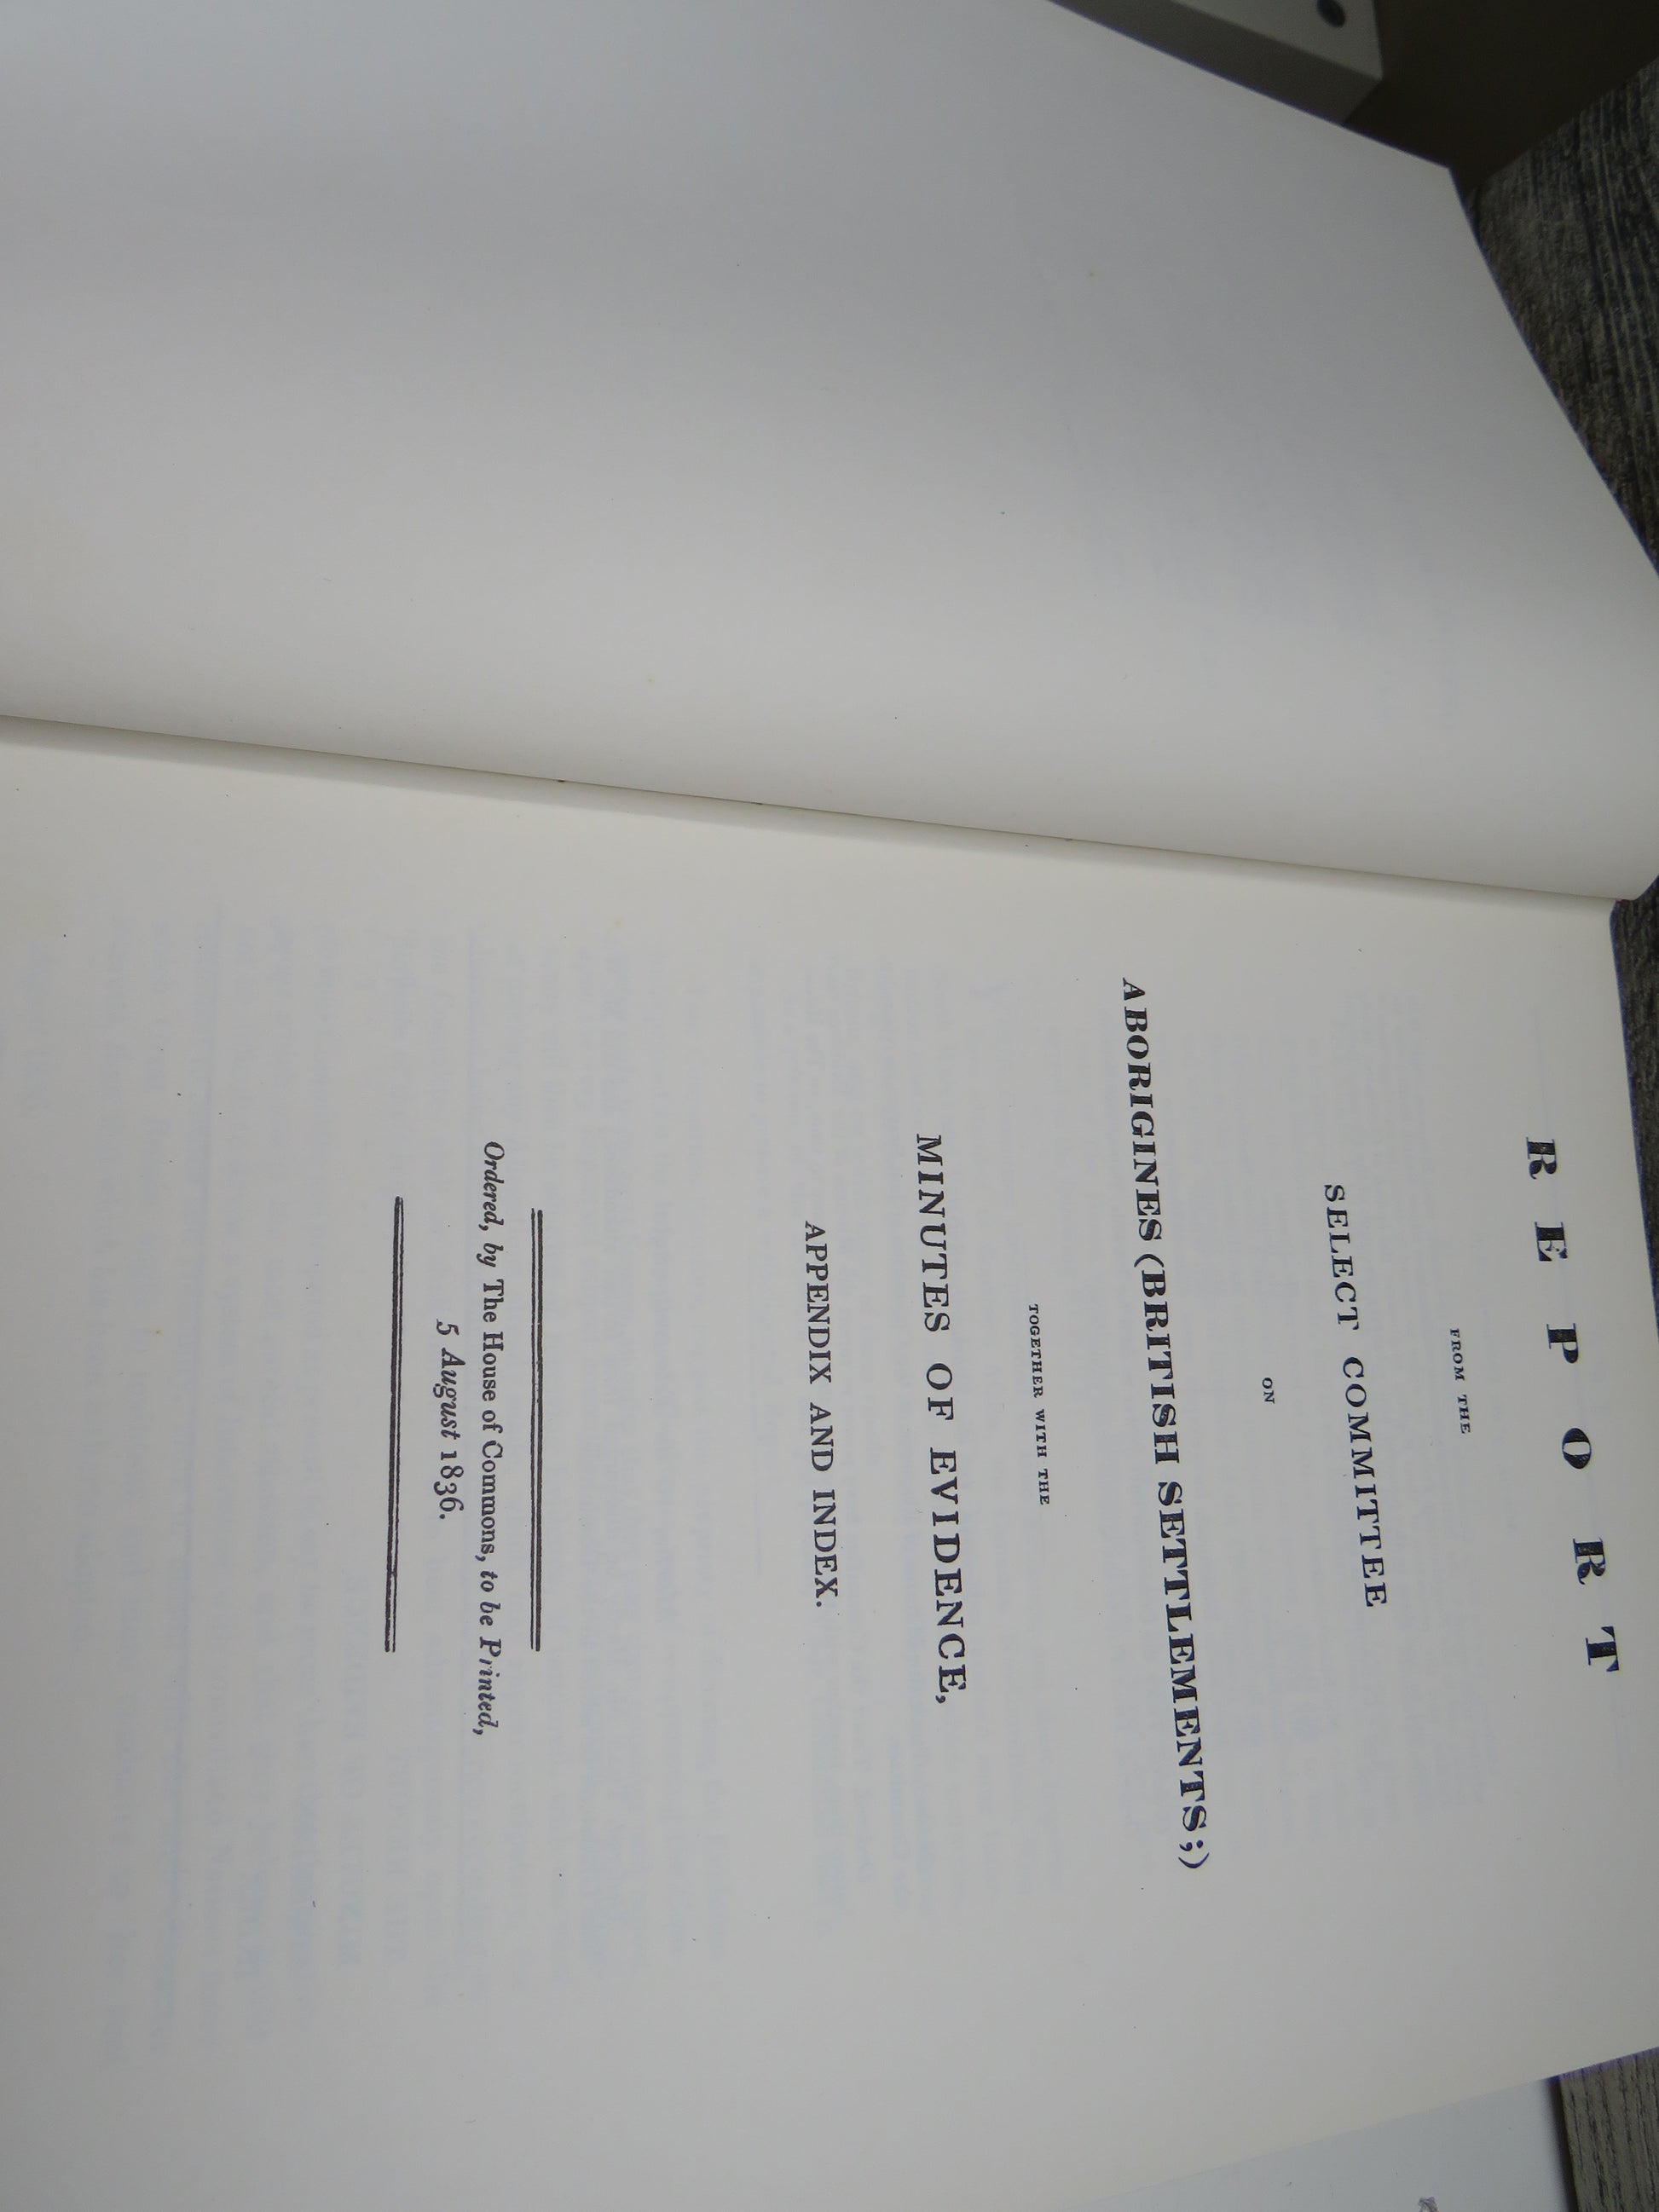 REPORT
FROM THE
SELECT COMMITTEE
ON
ABORIGINES (BRITISH SETTLEMENTS;)
TOGETHER WITH THE
MINUTES OF EVIDENCE,
APPENDIX AND INDEX.
Ordered, by The House of Commons, to be Printed,
5 August 1836.